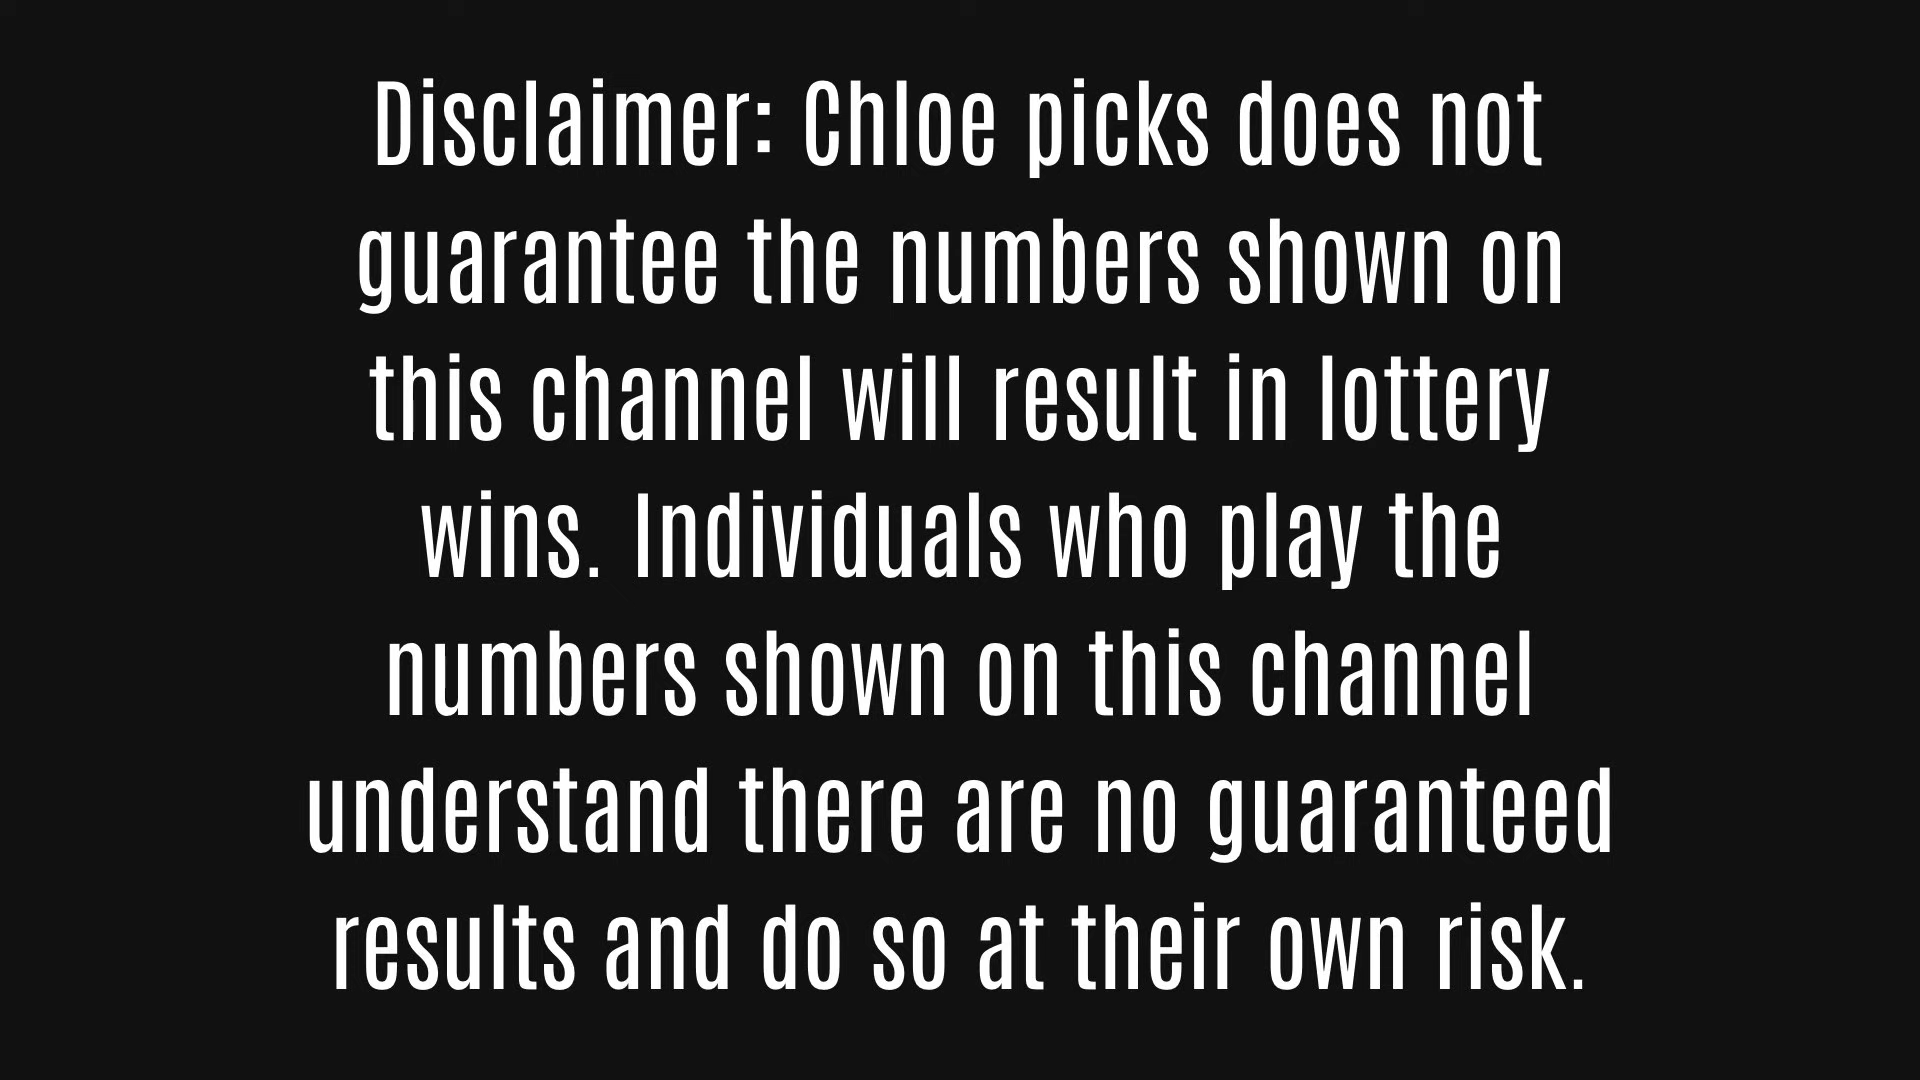 Disclaimer: Chloe picks does not
guarantee the numbers shown on
this channel will result in lottery
wins. Individuals who play the
numbers shown on this channel
understand there are no guaranteed
results and do so at their own risk.